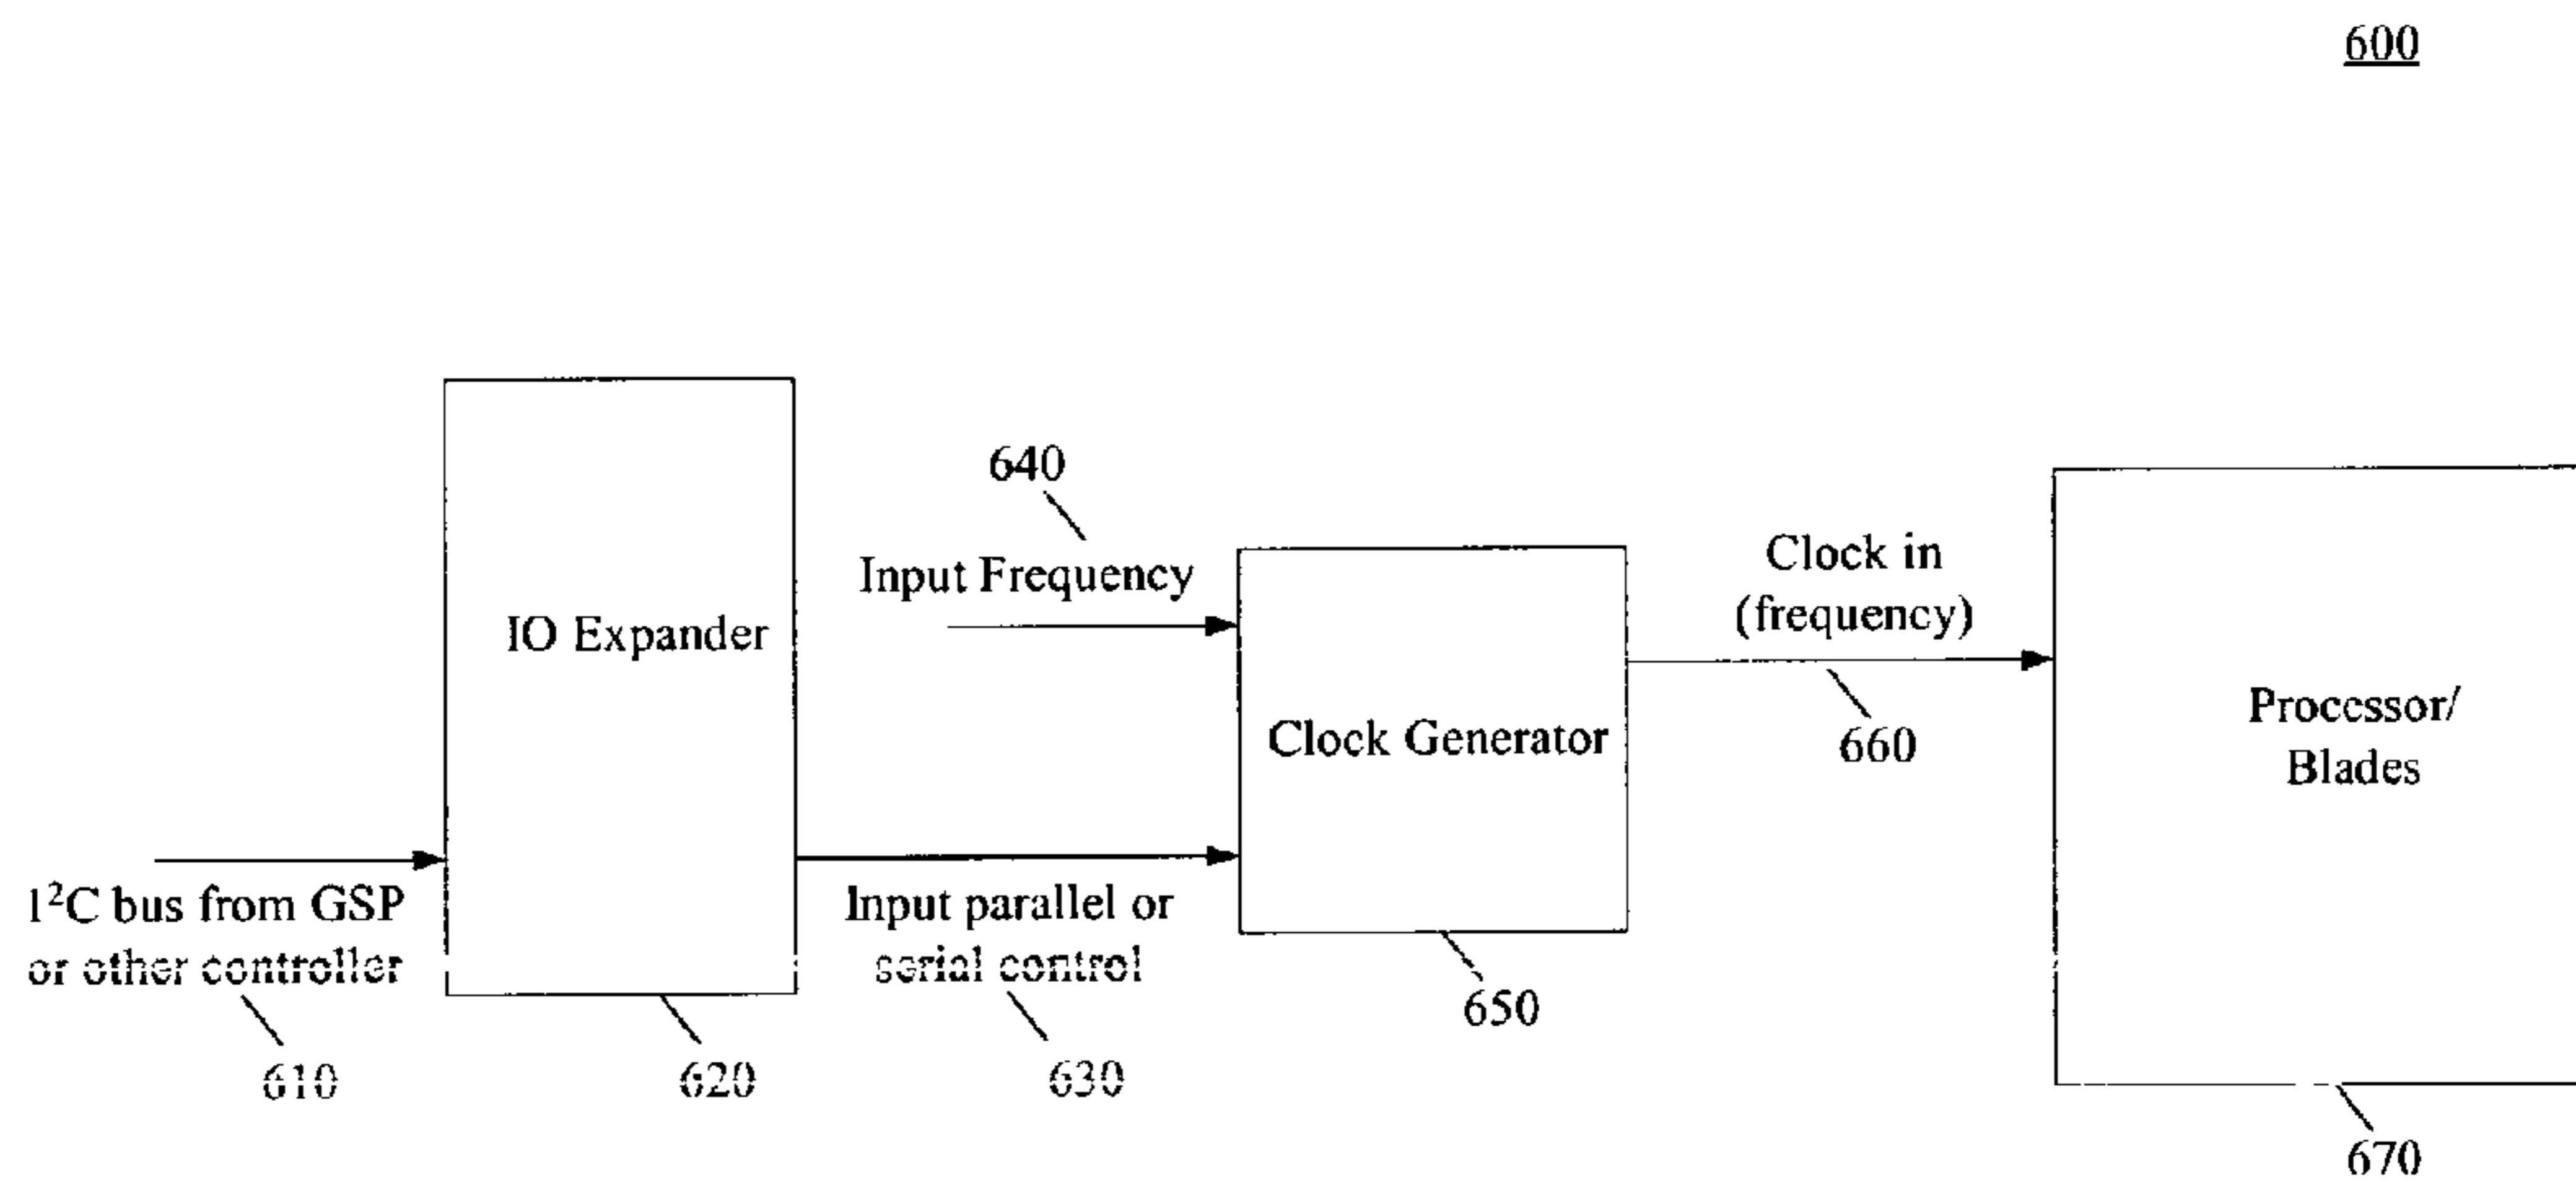 600
640
Input Frequency
IO Expander
Clock in
(frequency)
Clock Generator
660
Processor/
Blades
I²C bus from GSP
or other controller
Input parallel or
serial control
610
620
630
650
670